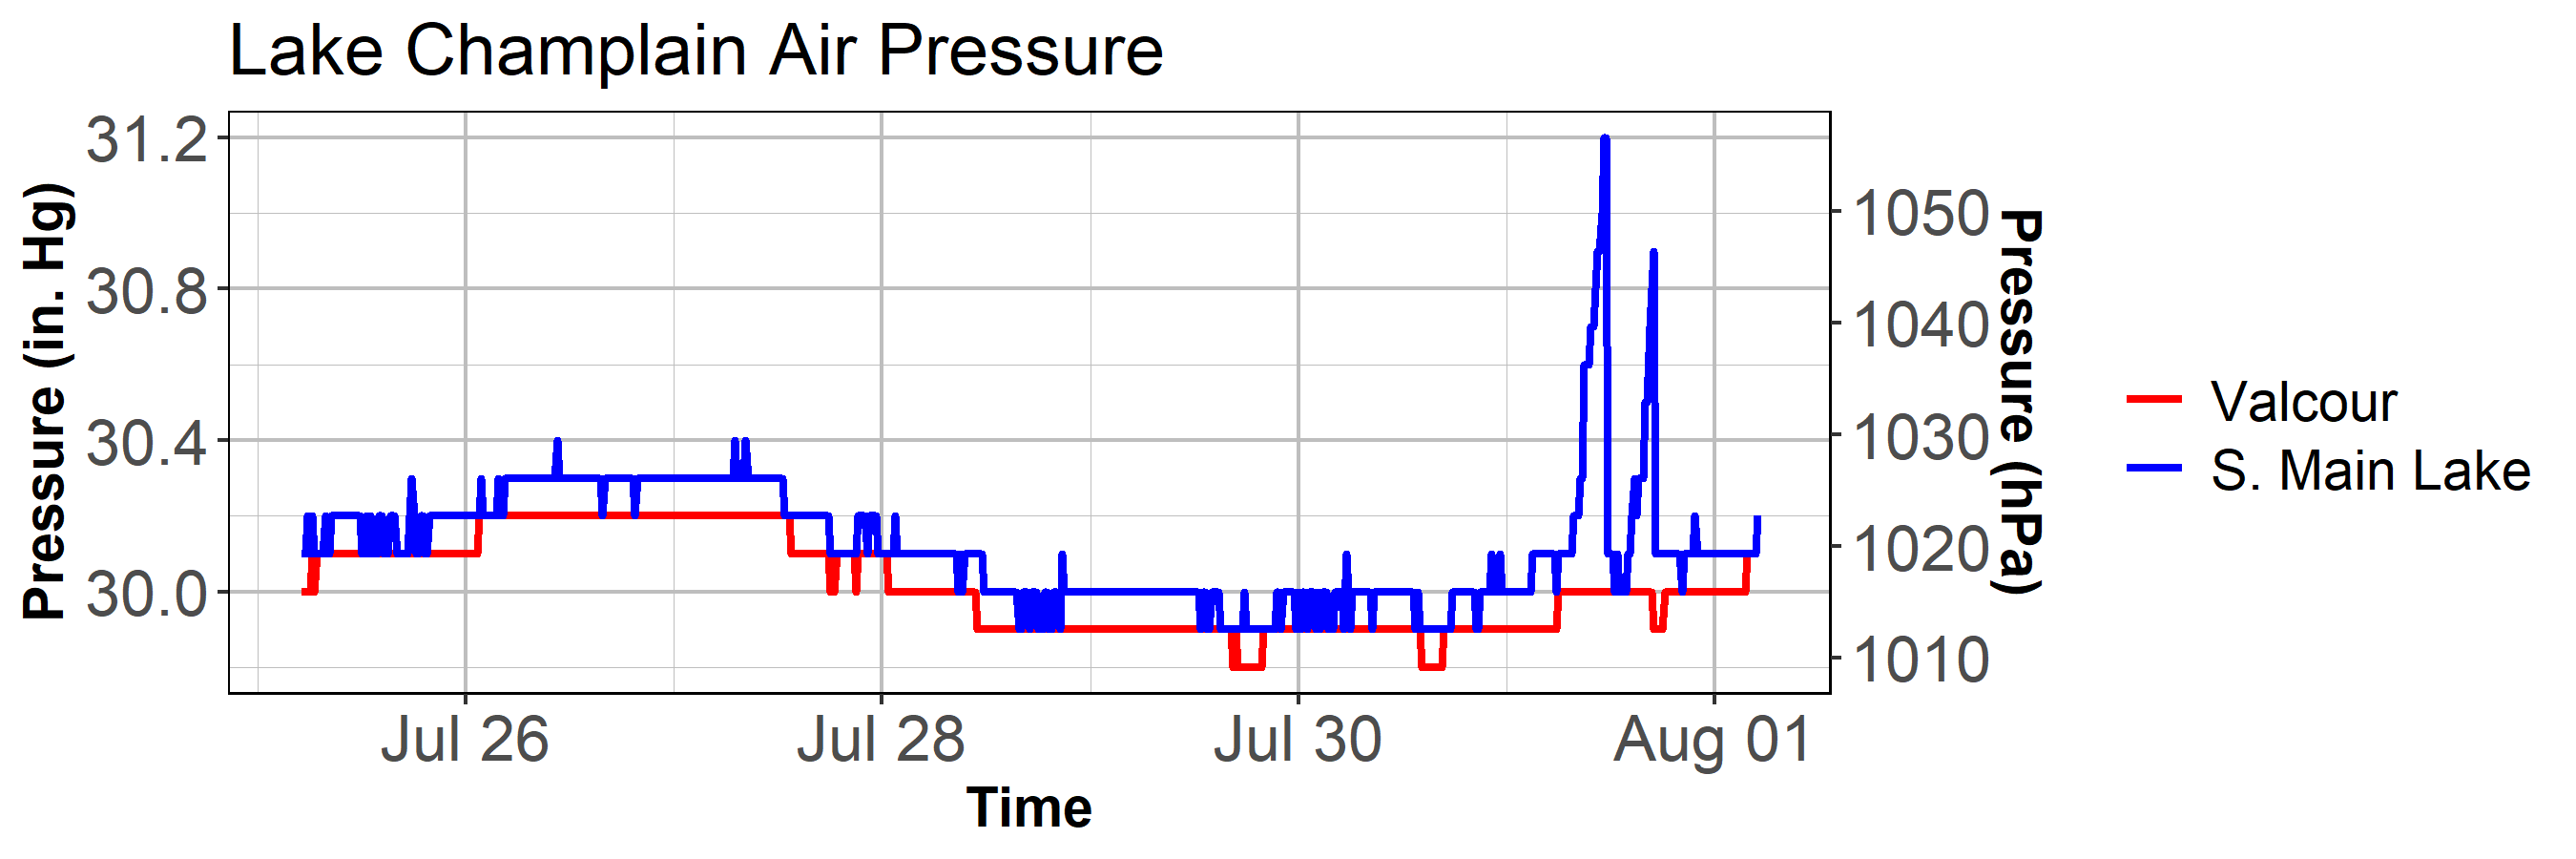 Lake Champlain Air Pressure
Pressure (in. Hg)
31.2
30.8
30.4
30.0
1050
1040
1030
1020
1010
Pressure (hPa)
Jul 26
Jul 28
Jul 30
Aug 01
Time
Valcour
S. Main Lake